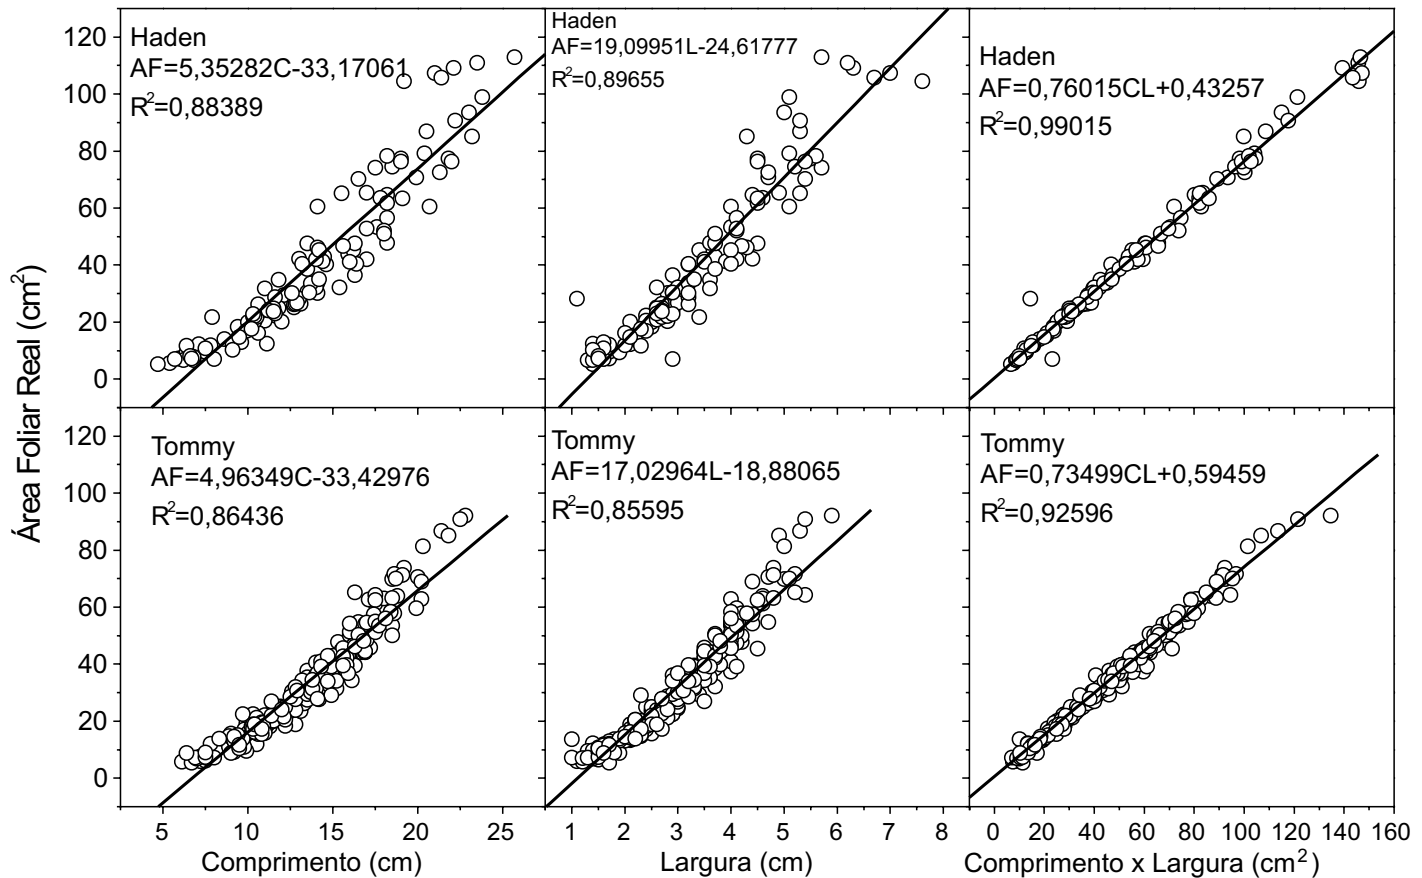 Área Foliar Real (cm²)
120
100
80
60
40
20
0
Haden
AF=5,35282C-33,17061
R²=0,88389
Haden
AF=19,09951L-24,61777
R²=0,89655
Haden
AF=0,76015CL+0,43257
R²=0,99015
120
100
80
60
40
20
0
Tommy
AF=4,96349C-33,42976
R²=0,86436
Tommy
AF=17,02964L-18,88065
R²=0,85595
Tommy
AF=0,73499CL+0,59459
R²=0,92596
5 10 15 20 25
1 2 3 4 5 6 7 8
0 20 40 60 80 100 120 140 160
Comprimento (cm)
Largura (cm)
Comprimento x Largura (cm²)